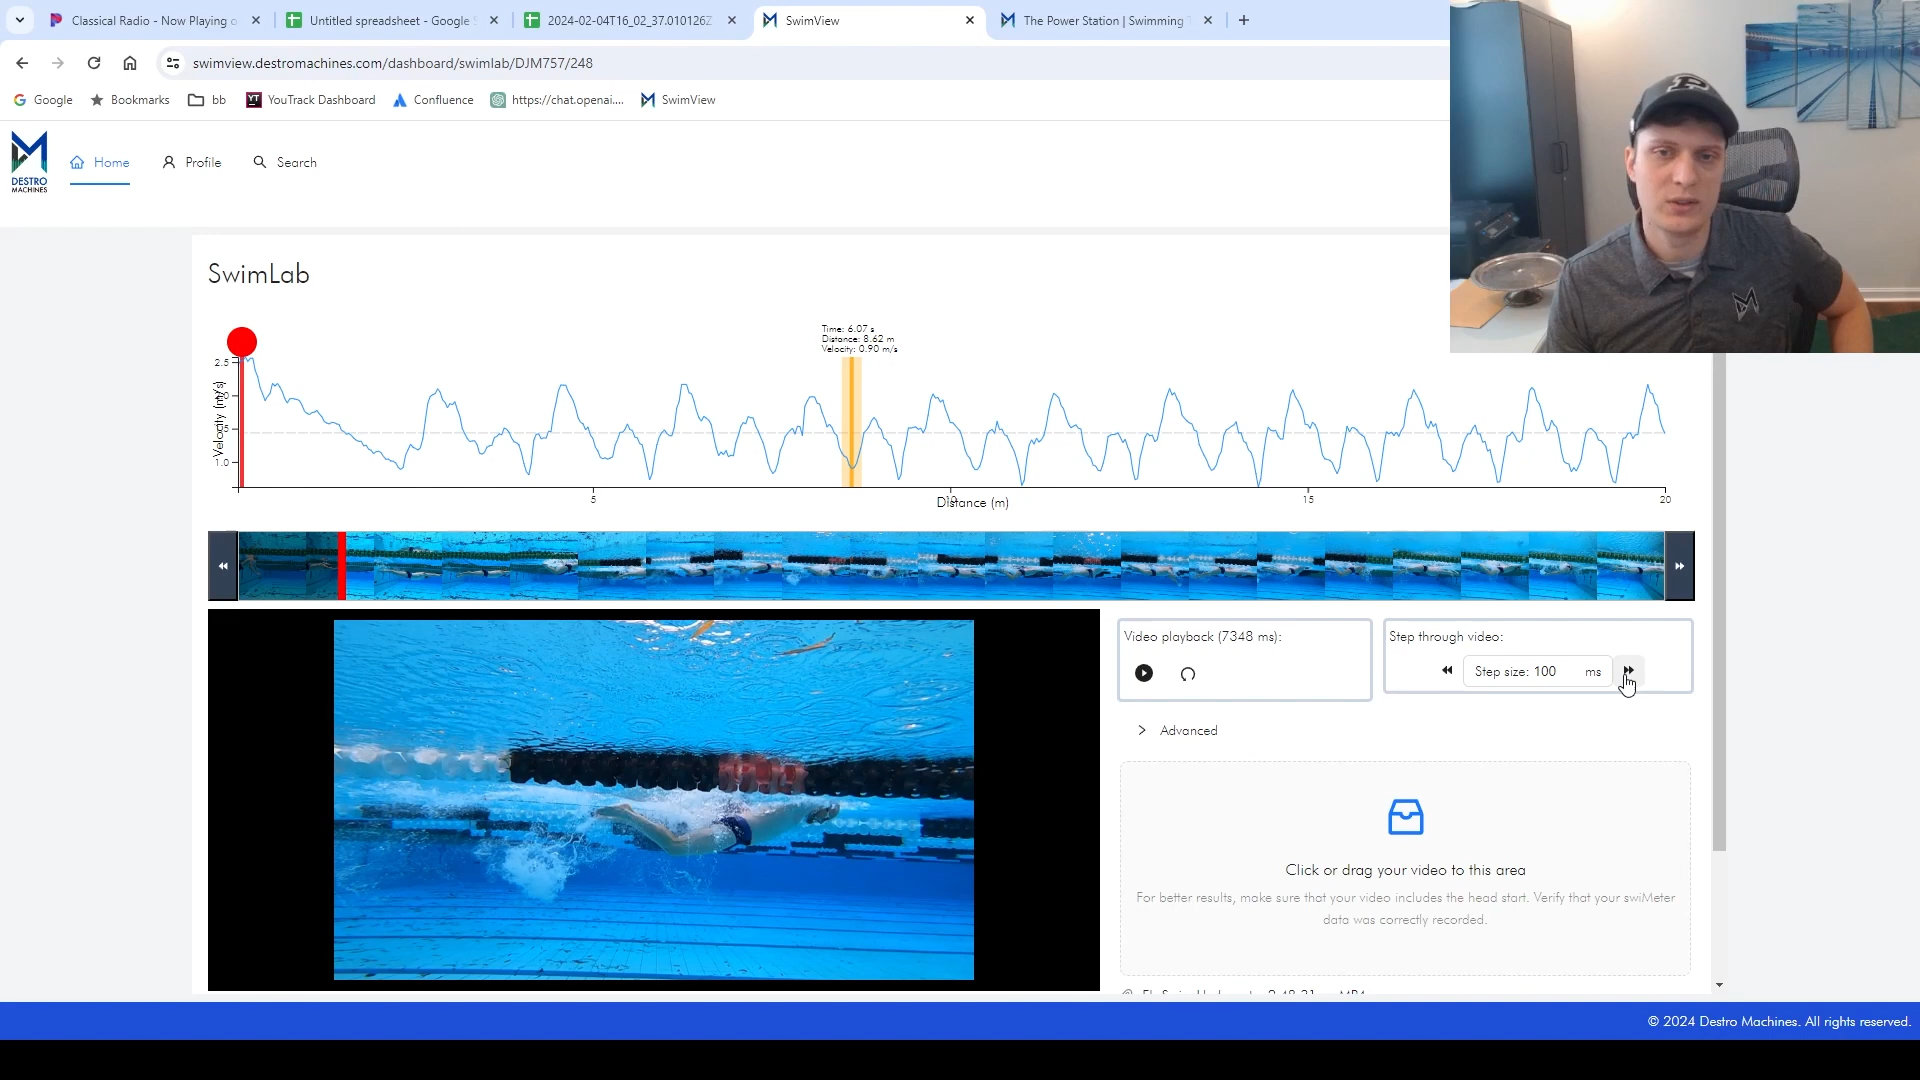 Classical Radio - Now Playing o
Untitled spreadsheet - Google S
2024-02-04T16_02_37.010126Z
SwimView
The Power Station | Swimming T
swimview.destromachines.com/dashboard/swimlab/DJM757/248
Google
Bookmarks
bb
YouTrack Dashboard
Confluence
https://chat.openai....
SwimView
DESTRO
MACHINES
Home
Profile
Search
SwimLab
Time: 6.07 s
Distance: 8.62 m
Velocity: 0.90 m/s
Velocity (m/s)
2.5
1.0
5
15
20
Distance (m)
Video playback (7348 ms):
Step through video:
Step size: 100 ms
Advanced
Click or drag your video to this area
For better results, make sure that your video includes the head start. Verify that your swiMeter
data was correctly recorded.
© 2024 Destro Machines. All rights reserved.